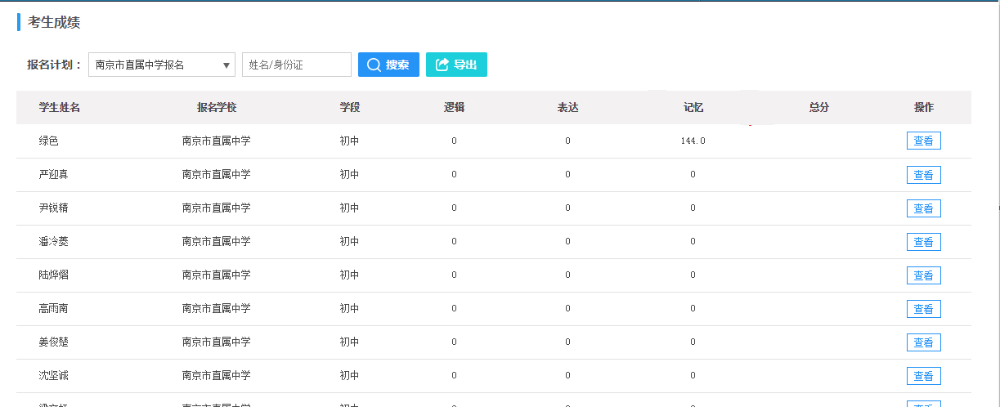 考生成绩
报名计划： 南京市直属中学报名 姓名/身份证 搜索 导出
学生姓名 报名学校 学段 逻辑 表达 记忆 总分 操作
绿色 南京市直属中学 初中 0 0 144.0 查看
严迎真 南京市直属中学 初中 0 0 0 查看
尹锐精 南京市直属中学 初中 0 0 0 查看
潘冷菱 南京市直属中学 初中 0 0 0 查看
陆烨熠 南京市直属中学 初中 0 0 0 查看
高雨南 南京市直属中学 初中 0 0 0 查看
姜俊楚 南京市直属中学 初中 0 0 0 查看
沈坚诚 南京市直属中学 初中 0 0 0 查看